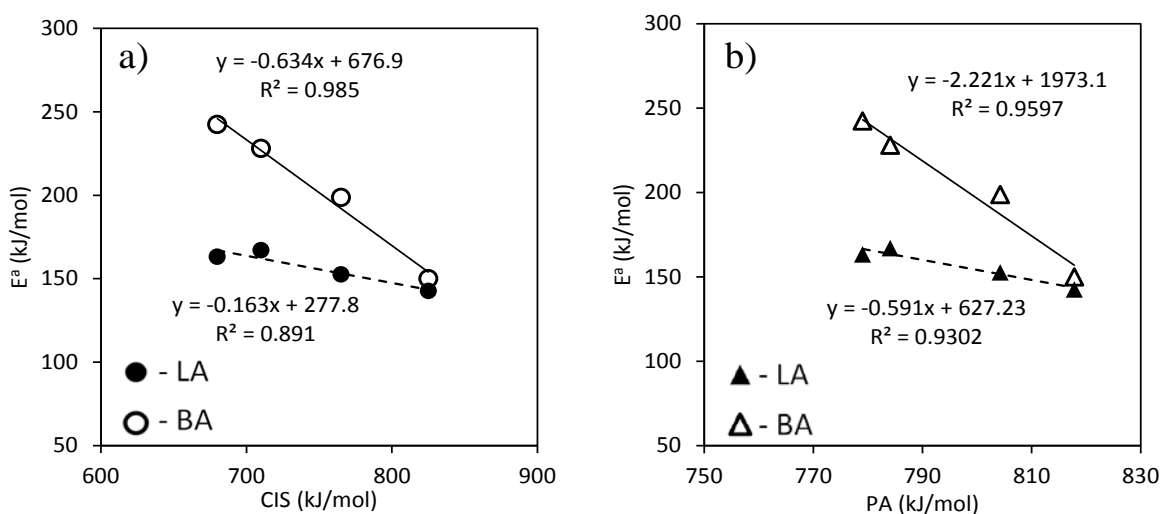 a)
y = -0.634x + 676.9
R² = 0.985
y = -0.163x + 277.8
R² = 0.891
- LA
- BA
300
250
200
150
100
50
600 700 800 900
CIS (kJ/mol)
Eᵃ (kJ/mol)
b)
y = -2.221x + 1973.1
R² = 0.9597
y = -0.591x + 627.23
R² = 0.9302
- LA
- BA
300
250
200
150
100
50
750 770 790 810 830
PA (kJ/mol)
Eᵃ (kJ/mol)